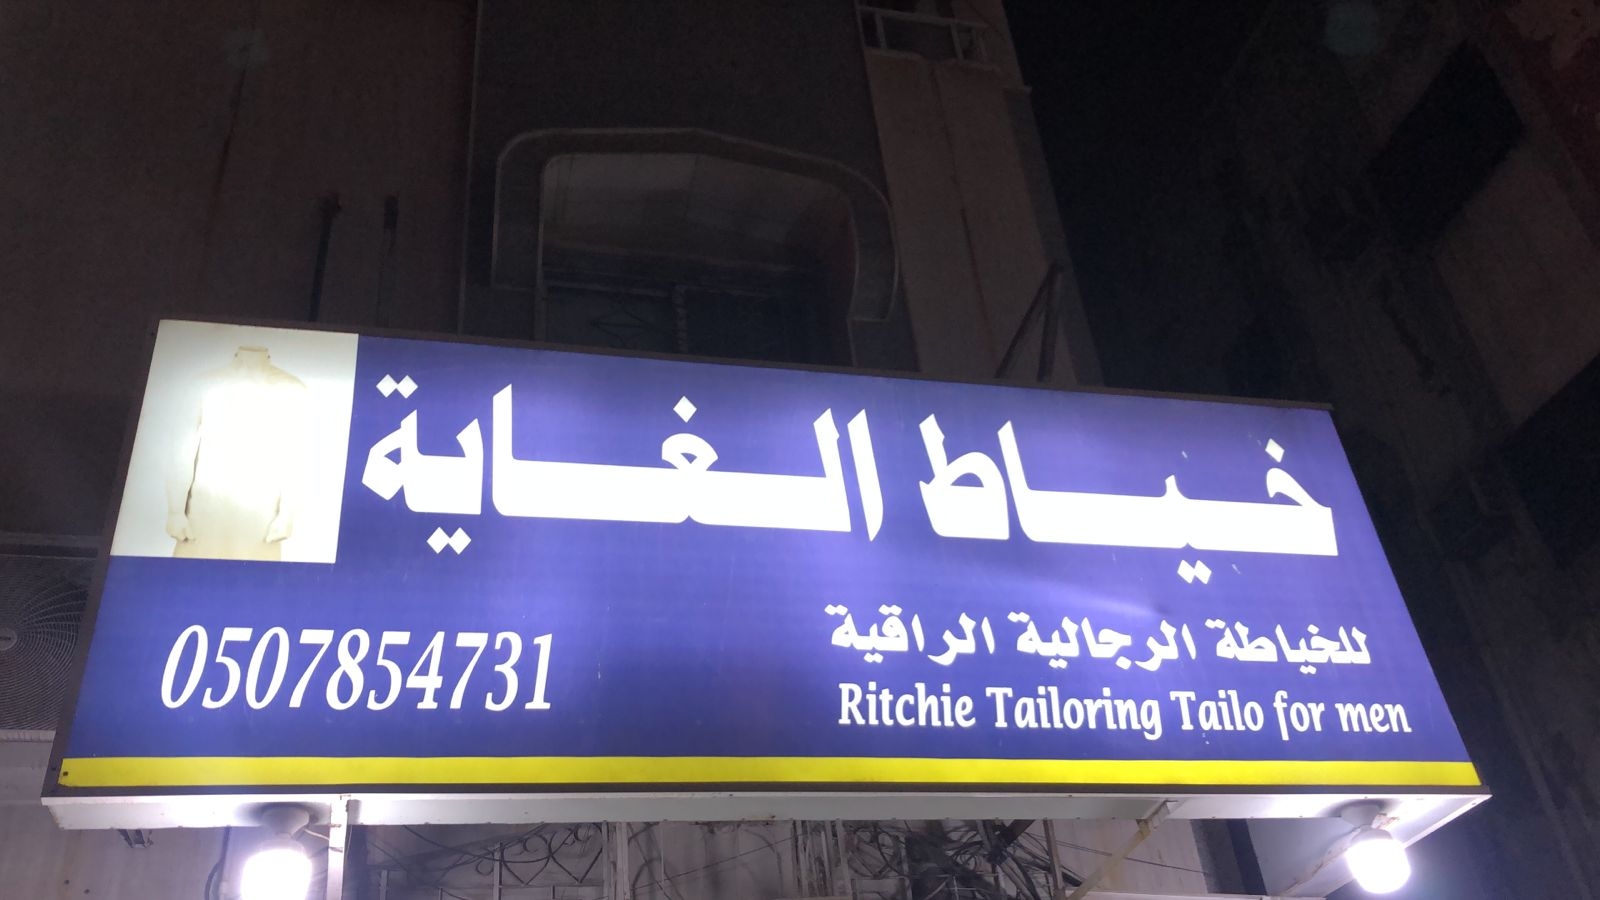 خياط الغاية
للخياطة الرجالية الراقية
Ritchie Tailoring Tailo for men
0507854731